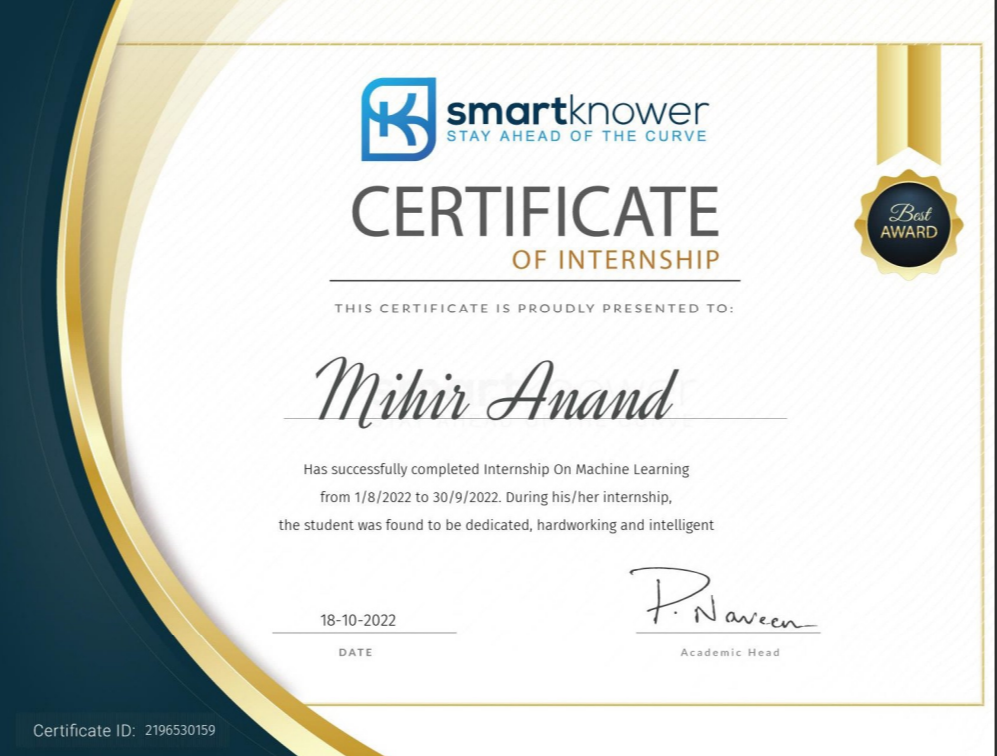 smartknower
STAY AHEAD OF THE CURVE
CERTIFICATE
OF INTERNSHIP
Best
AWARD
THIS CERTIFICATE IS PROUDLY PRESENTED TO:
Mihir Anand
Has successfully completed Internship On Machine Learning
from 1/8/2022 to 30/9/2022. During his/her internship,
the student was found to be dedicated, hardworking and intelligent
18-10-2022
DATE
P. Naveen
Academic Head
Certificate ID: 2196530159